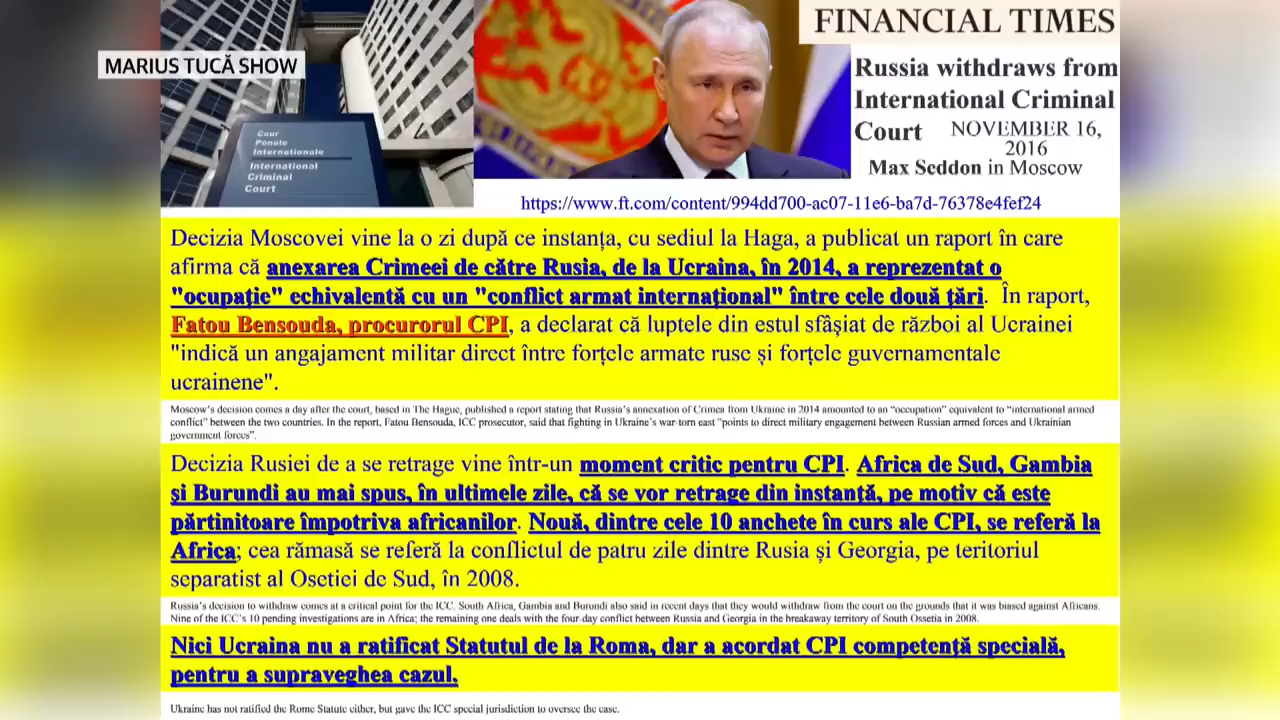 MARIUS TUCĂ SHOW
Cour
Pénale
Internationale
International
Criminal
Court
FINANCIAL TIMES
Russia withdraws from
International Criminal
Court NOVEMBER 16,
2016
Max Seddon in Moscow
https://www.ft.com/content/994dd700-ac07-11e6-ba7d-76378e4fef24
Decizia Moscovei vine la o zi după ce instanța, cu sediul la Haga, a publicat un raport în care
afirma că anexarea Crimeei de către Rusia, de la Ucraina, în 2014, a reprezentat o
"ocupație" echivalentă cu un "conflict armat internațional" între cele două țări. În raport,
Fatou Bensouda, procurorul CPI, a declarat că luptele din estul sfâșiat de război al Ucrainei
"indică un angajament militar direct între forțele armate ruse și forțele guvernamentale
ucrainene".
Moscow's decision comes a day after the court, based in The Hague, published a report stating that Russia's annexation of Crimea from Ukraine in 2014 amounted to an "occupation" equivalent to "international armed
conflict" between the two countries. In the report, Fatou Bensouda, ICC prosecutor, said that fighting in Ukraine's war-torn east "points to direct military engagement between Russian armed forces and Ukrainian
government forces".
Decizia Rusiei de a se retrage vine într-un moment critic pentru CPI. Africa de Sud, Gambia
și Burundi au mai spus, în ultimele zile, că se vor retrage din instanță, pe motiv că este
părtinitoare împotriva africanilor. Nouă, dintre cele 10 anchete în curs ale CPI, se referă la
Africa; cea rămasă se referă la conflictul de patru zile dintre Rusia și Georgia, pe teritoriul
separatist al Osetiei de Sud, în 2008.
Russia's decision to withdraw comes at a critical point for the ICC. South Africa, Gambia and Burundi also said in recent days that they would withdraw from the court on the grounds that it was biased against Africans.
Nine of the ICC's 10 pending investigations are in Africa; the remaining one deals with the four-day conflict between Russia and Georgia in the breakaway territory of South Ossetia in 2008.
Nici Ucraina nu a ratificat Statutul de la Roma, dar a acordat CPI competență specială,
pentru a supraveghea cazul.
Ukraine has not ratified the Rome Statute either, but gave the ICC special jurisdiction to oversee the case.